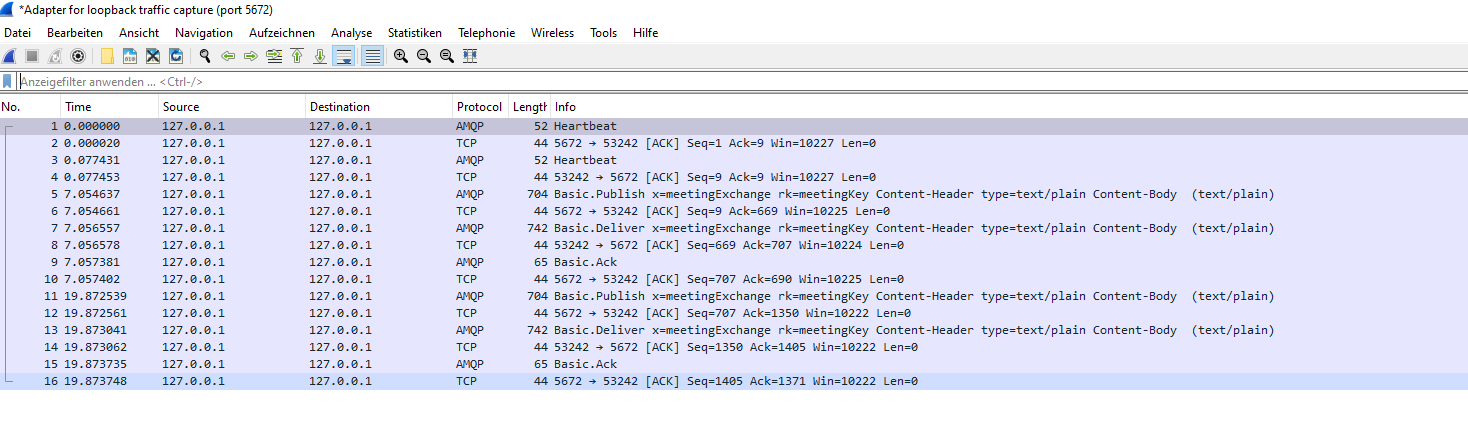 *Adapter for loopback traffic capture (port 5672)
Datei Bearbeiten Ansicht Navigation Aufzeichnen Analyse Statistiken Telephonie Wireless Tools Hilfe
Anzeigefilter anwenden ... <Ctrl-/>
No. Time Source Destination Protocol Length Info
1 0.000000 127.0.0.1 127.0.0.1 AMQP 52 Heartbeat
2 0.000020 127.0.0.1 127.0.0.1 TCP 44 5672 → 53242 [ACK] Seq=1 Ack=9 Win=10227 Len=0
3 0.077431 127.0.0.1 127.0.0.1 AMQP 52 Heartbeat
4 0.077453 127.0.0.1 127.0.0.1 TCP 44 53242 → 5672 [ACK] Seq=9 Ack=9 Win=10227 Len=0
5 7.054637 127.0.0.1 127.0.0.1 AMQP 704 Basic.Publish x=meetingExchange rk=meetingKey Content-Header type=text/plain Content-Body (text/plain)
6 7.054661 127.0.0.1 127.0.0.1 TCP 44 5672 → 53242 [ACK] Seq=9 Ack=669 Win=10225 Len=0
7 7.056557 127.0.0.1 127.0.0.1 AMQP 742 Basic.Deliver x=meetingExchange rk=meetingKey Content-Header type=text/plain Content-Body (text/plain)
8 7.056578 127.0.0.1 127.0.0.1 TCP 44 53242 → 5672 [ACK] Seq=669 Ack=707 Win=10224 Len=0
9 7.057381 127.0.0.1 127.0.0.1 AMQP 65 Basic.Ack
10 7.057402 127.0.0.1 127.0.0.1 TCP 44 5672 → 53242 [ACK] Seq=707 Ack=690 Win=10225 Len=0
11 19.872539 127.0.0.1 127.0.0.1 AMQP 704 Basic.Publish x=meetingExchange rk=meetingKey Content-Header type=text/plain Content-Body (text/plain)
12 19.872561 127.0.0.1 127.0.0.1 TCP 44 5672 → 53242 [ACK] Seq=707 Ack=1350 Win=10222 Len=0
13 19.873041 127.0.0.1 127.0.0.1 AMQP 742 Basic.Deliver x=meetingExchange rk=meetingKey Content-Header type=text/plain Content-Body (text/plain)
14 19.873062 127.0.0.1 127.0.0.1 TCP 44 53242 → 5672 [ACK] Seq=1350 Ack=1405 Win=10222 Len=0
15 19.873735 127.0.0.1 127.0.0.1 AMQP 65 Basic.Ack
16 19.873748 127.0.0.1 127.0.0.1 TCP 44 5672 → 53242 [ACK] Seq=1405 Ack=1371 Win=10222 Len=0